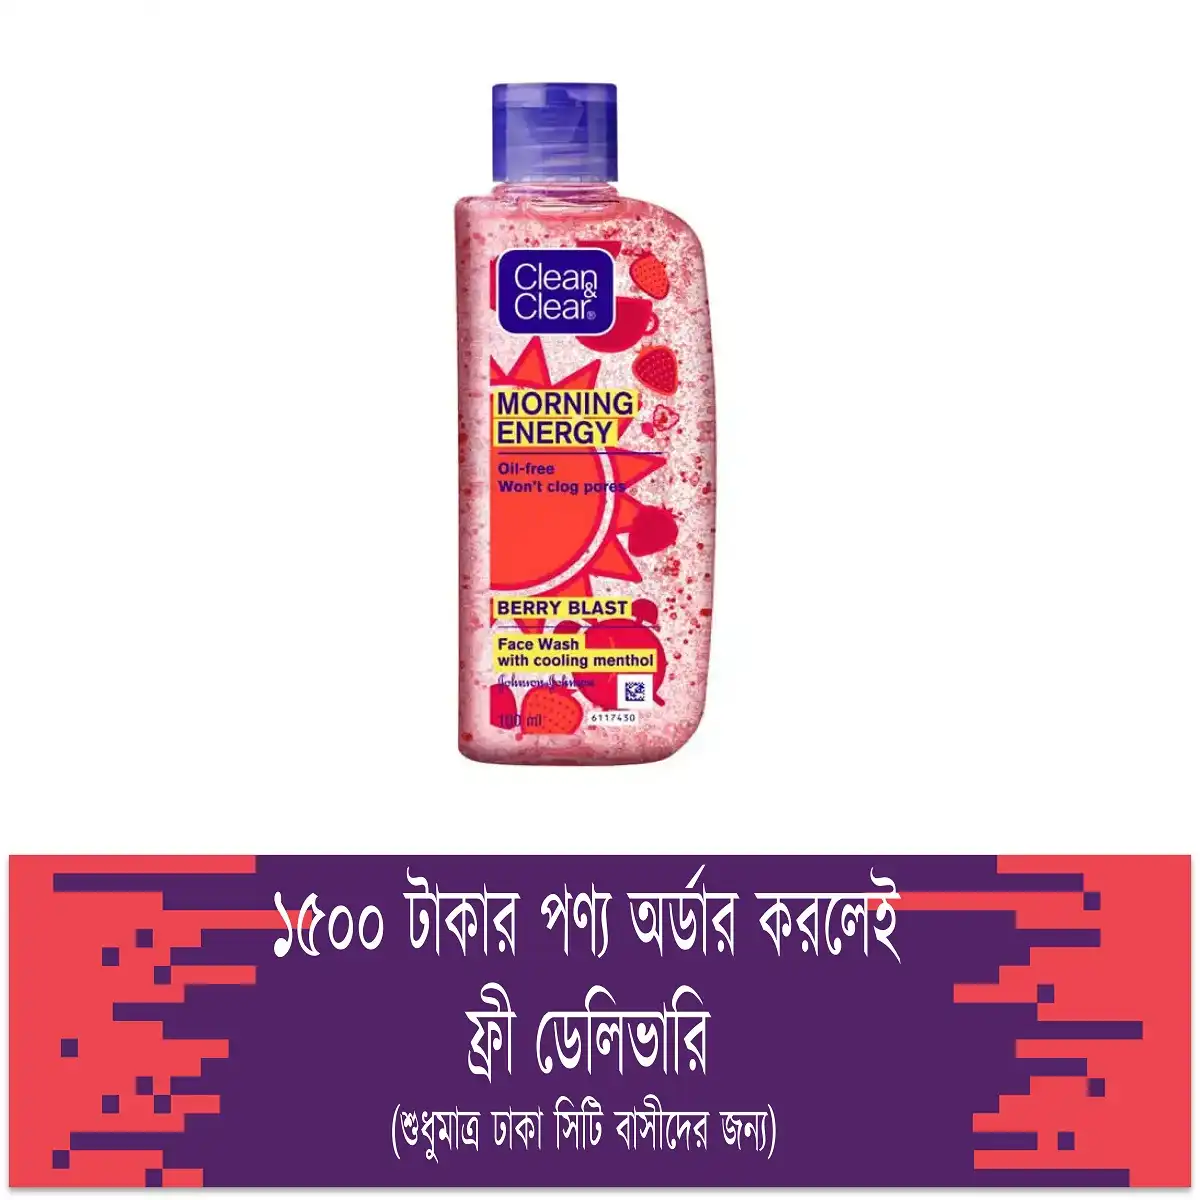 Clean
&
Clear®
MORNING
ENERGY
Oil-free
Won't clog pores
BERRY BLAST
Face Wash
with cooling menthol
Johnson & Johnson
100 ml
6117430
১৫০০ টাকার পণ্য অর্ডার করলেই
ফ্রী ডেলিভারি
(শুধুমাত্র ঢাকা সিটি বাসীদের জন্য)